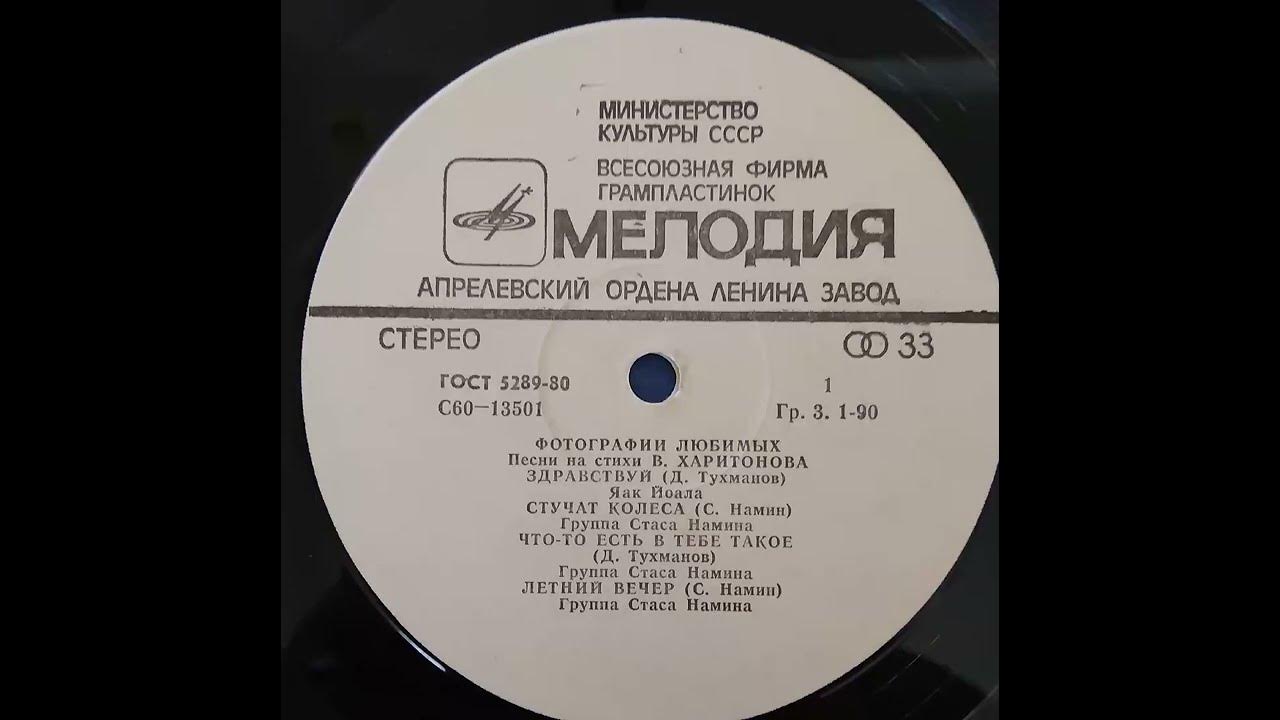 МИНИСТЕРСТВО
КУЛЬТУРЫ СССР
ВСЕСОЮЗНАЯ ФИРМА
ГРАМПЛАСТИНОК
МЕЛОДИЯ
АПРЕЛЕВСКИЙ ОРДЕНА ЛЕНИНА ЗАВОД
СТЕРЕО 33
ГОСТ 5289-80 1
С60—13501 Гр. 3. 1-90
ФОТОГРАФИИ ЛЮБИМЫХ
Песни на стихи В. ХАРИТОНОВА
ЗДРАВСТВУЙ (Д. Тухманов)
Яак Йоала
СТУЧАТ КОЛЕСА (С. Намин)
Группа Стаса Намина
ЧТО-ТО ЕСТЬ В ТЕБЕ ТАКОЕ
(Д. Тухманов)
Группа Стаса Намина
ЛЕТНИЙ ВЕЧЕР (С. Намин)
Группа Стаса Намина